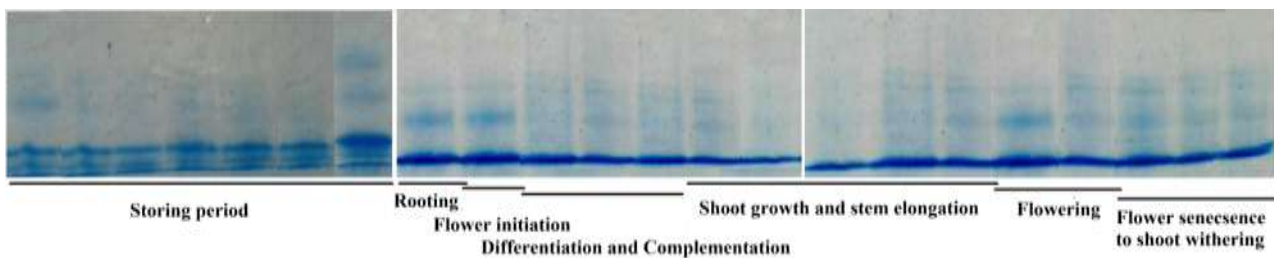 Storing period
Rooting
Flower initiation
Differentiation and Complementation
Shoot growth and stem elongation
Flowering
Flower senecsence
to shoot withering